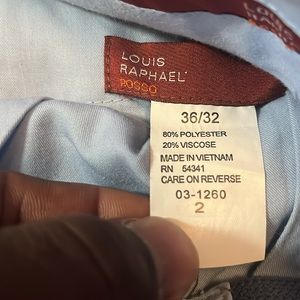 LOUIS
RAPHAEL
ROSSO
36/32
80% POLYESTER
20% VISCOSE
MADE IN VIETNAM
RN 54341
CARE ON REVERSE
03-1260
2